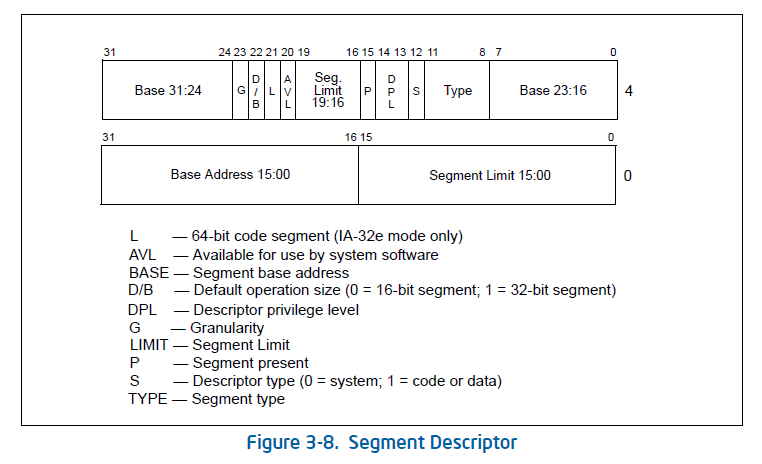 31 24 23 22 21 20 19 16 15 14 13 12 11 8 7 0
Base 31:24 G D/B L AVL Seg. Limit 19:16 P DPL S Type Base 23:16 4
31 16 15 0
Base Address 15:00 Segment Limit 15:00 0
L — 64-bit code segment (IA-32e mode only)
AVL — Available for use by system software
BASE — Segment base address
D/B — Default operation size (0 = 16-bit segment; 1 = 32-bit segment)
DPL — Descriptor privilege level
G — Granularity
LIMIT — Segment Limit
P — Segment present
S — Descriptor type (0 = system; 1 = code or data)
TYPE — Segment type
Figure 3-8. Segment Descriptor